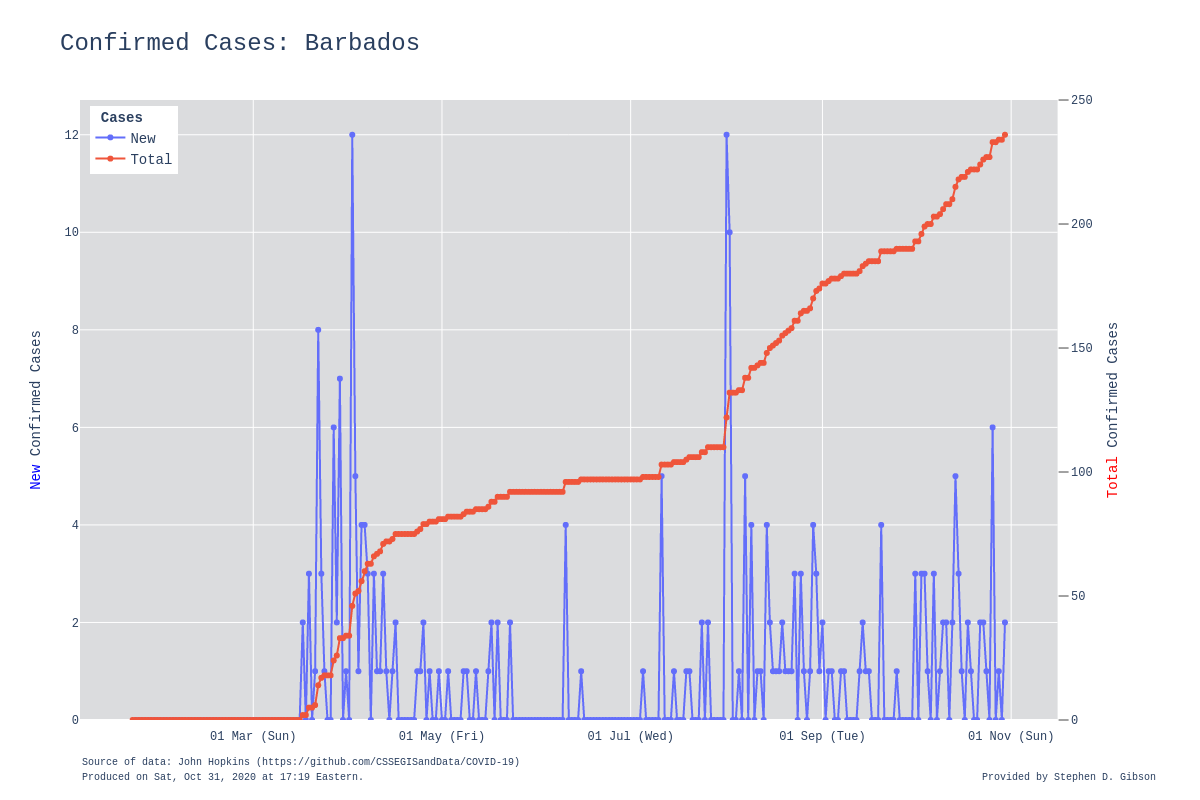 Confirmed Cases: Barbados
Cases
New
Total
12
10
8
6
4
2
0
250
200
150
100
50
0
New Confirmed Cases
Total Confirmed Cases
01 Mar (Sun)
01 May (Fri)
01 Jul (Wed)
01 Sep (Tue)
01 Nov (Sun)
Source of data: John Hopkins (https://github.com/CSSEGISandData/COVID-19)
Produced on Sat, Oct 31, 2020 at 17:19 Eastern.
Provided by Stephen D. Gibson